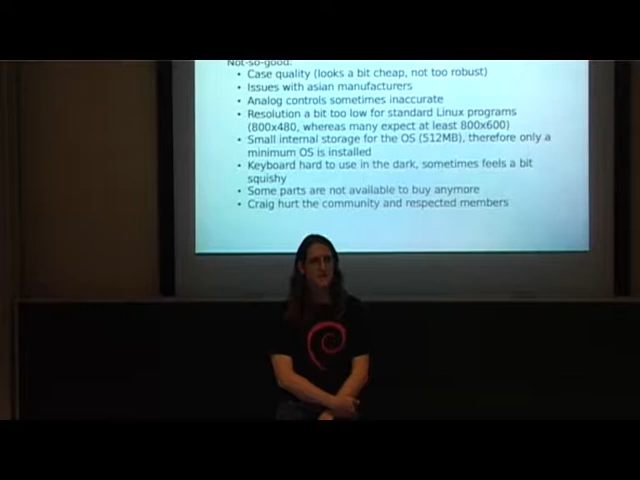 Not-so-good:
• Case quality (looks a bit cheap, not too robust)
• Issues with asian manufacturers
• Analog controls sometimes inaccurate
• Resolution a bit too low for standard Linux programs
(800x480, whereas many expect at least 800x600)
• Small internal storage for the OS (512MB), therefore only a
minimum OS is installed
• Keyboard hard to use in the dark, sometimes feels a bit
squishy
• Some parts are not available to buy anymore
• Craig hurt the community and respected members